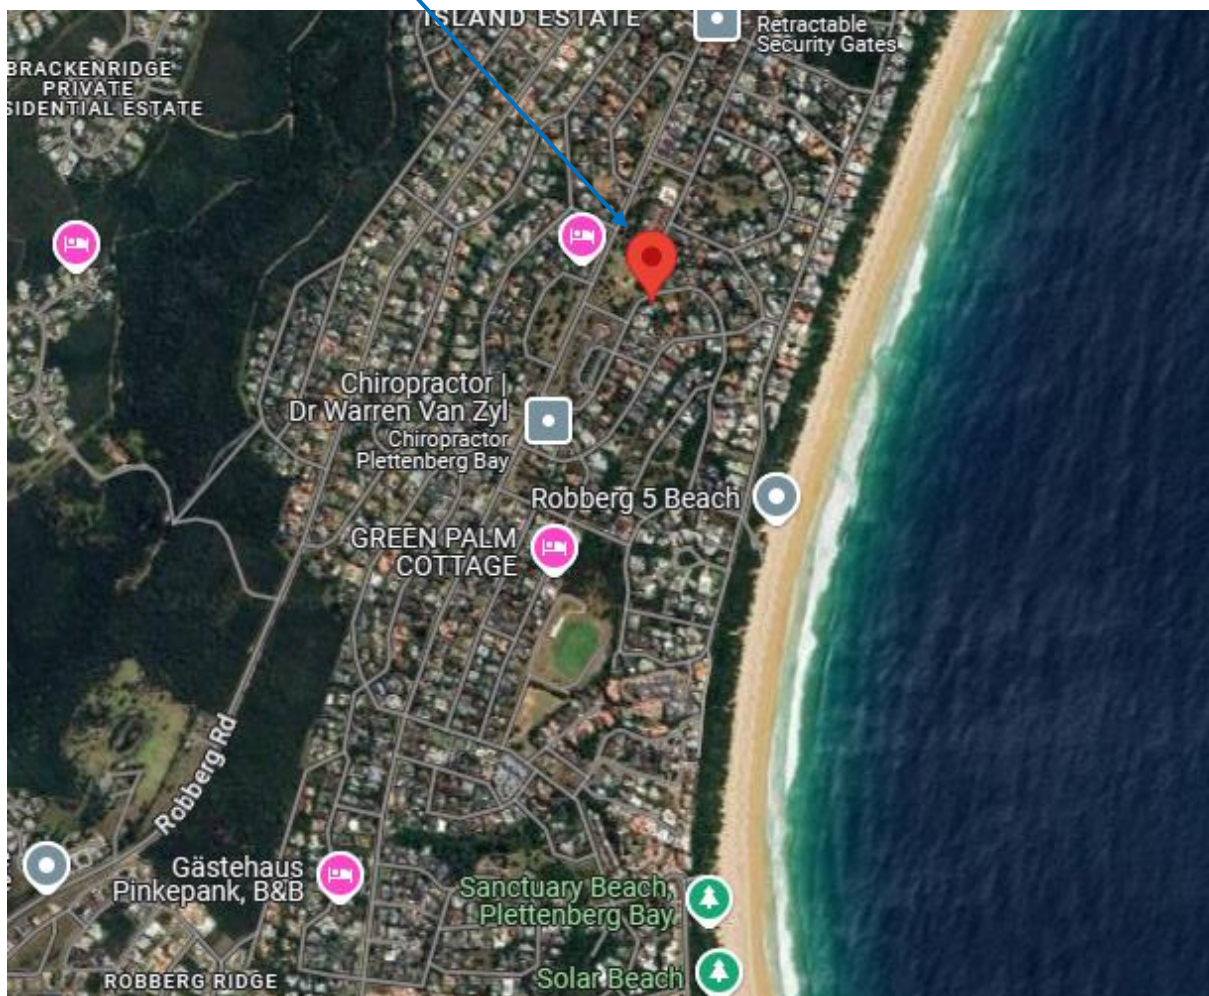 ISLAND ESTATE
Retractable
Security Gates
BRACKENRIDGE
PRIVATE
SIDENTIAL ESTATE
Chiropractor |
Dr Warren Van Zyl
Chiropractor
Plettenberg Bay
Robberg 5 Beach
GREEN PALM
COTTAGE
Robberg Rd
Gästehaus
Pinkepank, B&B
Sanctuary Beach,
Plettenberg Bay
Solar Beach
ROBBERG RIDGE